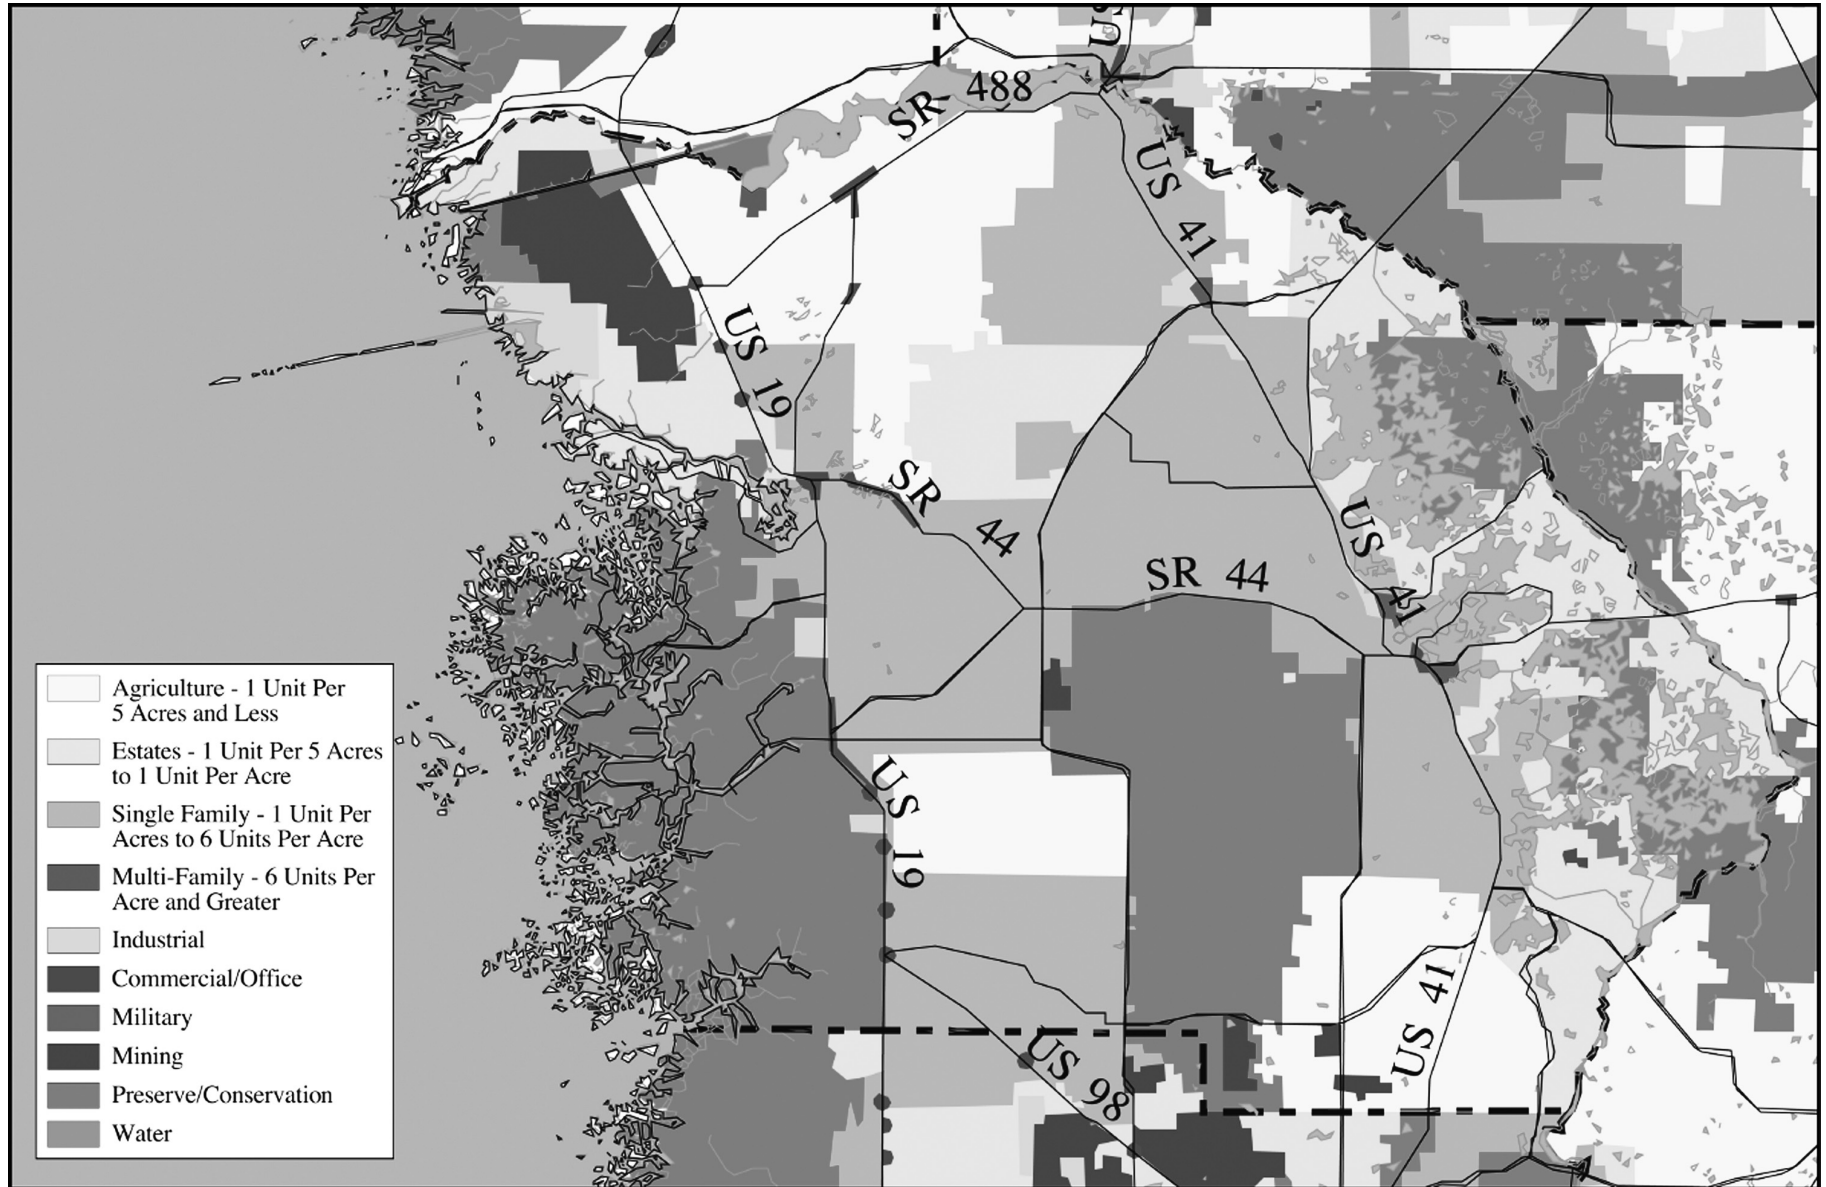 US
SR 488
US 41
US 19
SR 44
US 41
SR 44
Agriculture - 1 Unit Per
5 Acres and Less
Estates - 1 Unit Per 5 Acres
to 1 Unit Per Acre
Single Family - 1 Unit Per
Acres to 6 Units Per Acre
Multi-Family - 6 Units Per
Acre and Greater
Industrial
Commercial/Office
Military
Mining
Preserve/Conservation
Water
US 19
US 41
US 98